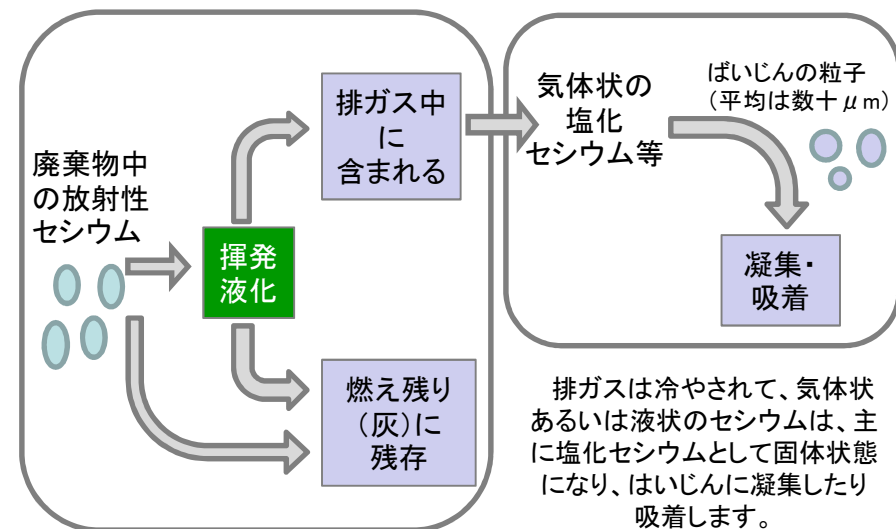 廃棄物中
の放射性
セシウム
揮発
液化
排ガス中
に
含まれる
燃え残り
(灰)に
残存
気体状の
塩化
セシウム等
ばいじんの粒子
(平均は数十μm)
凝集・
吸着
排ガスは冷やされて、気体状
あるいは液状のセシウムは、主
に塩化セシウムとして固体状態
になり、はいじんに凝集したり
吸着します。